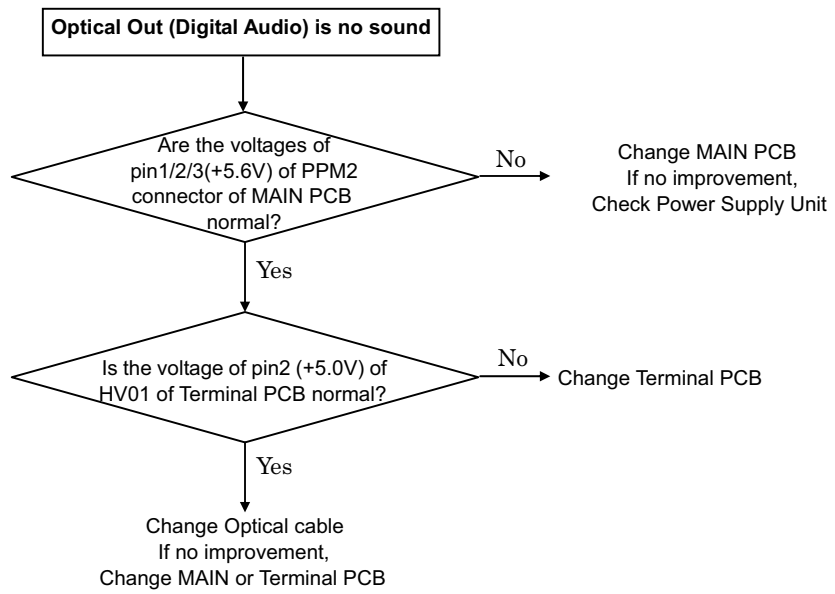 Optical Out (Digital Audio) is no sound
Are the voltages of
pin1/2/3(+5.6V) of PPM2
connector of MAIN PCB
normal?
No
Change MAIN PCB
If no improvement,
Check Power Supply Unit
Yes
Is the voltage of pin2 (+5.0V) of
HV01 of Terminal PCB normal?
No
Change Terminal PCB
Yes
Change Optical cable
If no improvement,
Change MAIN or Terminal PCB